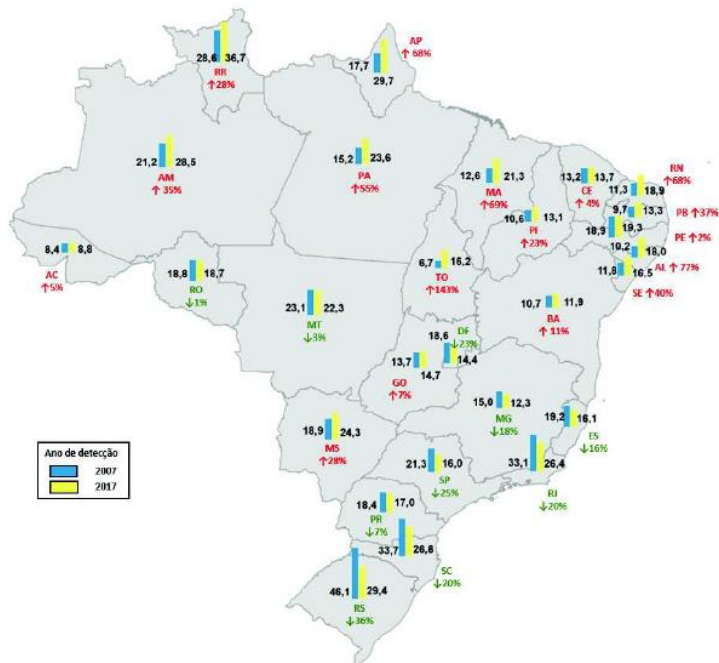 28,6 36,7
RR
↑28%
AP
↑ 68%
17,7
29,7
21,2 28,5
AM
↑ 35%
15,2 23,6
PA
↑55%
12,6 21,3
MA
↑69%
13,2 13,7
CE
↑ 4%
RN
↑68%
11,3 18,9
9,7 13,3
PB ↑37%
18,9 19,3
PE ↑2%
10,2 18,0
AL ↑ 77%
11,8 16,5
SE ↑40%
10,6 13,1
PI
↑23%
8,4 8,8
AC
↑5%
18,8 18,7
RO
↓1%
6,7 16,2
TO
↑143%
23,1 22,3
MT
↓3%
10,7 11,9
BA
↑ 11%
18,6
DF
↓23%
14,4
13,7
14,7
GO
↑7%
15,0 12,3
MG
↓18%
19,2 16,1
ES
↓16%
18,9 24,3
MS
↑28%
21,3 16,0
SP
↓25%
33,1 26,4
RJ
↓20%
18,4 17,0
PR
↓7%
33,7 26,8
SC
↓20%
46,1 29,4
RS
↓36%
Ano de detecção
2007
2017